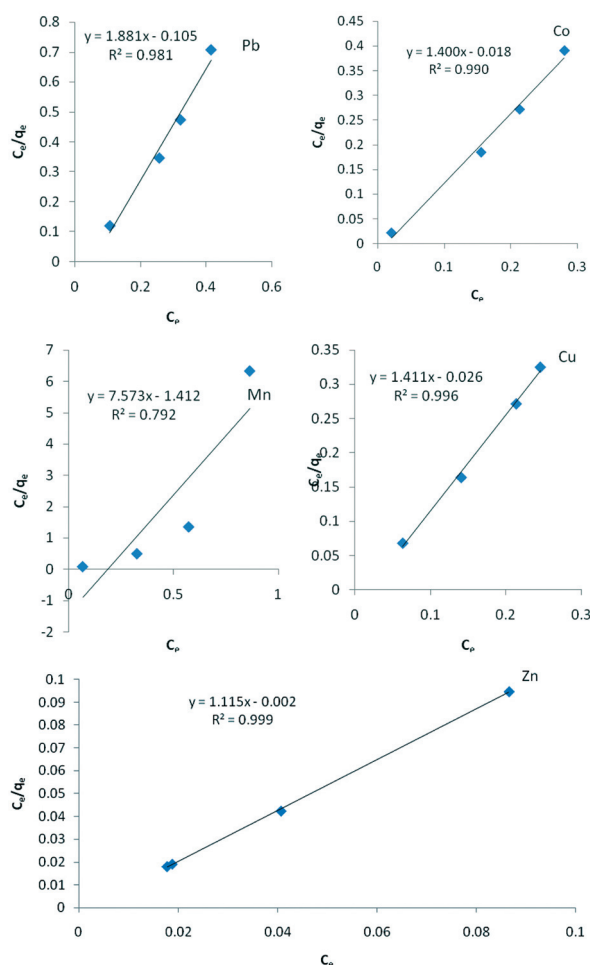 y = 1.881x - 0.105
R² = 0.981
Pb
Cₑ/qₑ
0.8
0.7
0.6
0.5
0.4
0.3
0.2
0.1
0
0 0.2 0.4 0.6
Cₑ
y = 1.400x - 0.018
R² = 0.990
Co
Cₑ/qₑ
0.45
0.4
0.35
0.3
0.25
0.2
0.15
0.1
0.05
0
0 0.1 0.2 0.3
Cₑ
y = 7.573x - 1.412
R² = 0.792
Mn
Cₑ/qₑ
7
6
5
4
3
2
1
0
-1
-2
0 0.5 1
Cₑ
y = 1.411x - 0.026
R² = 0.996
Cu
Cₑ/qₑ
0.35
0.3
0.25
0.2
0.15
0.1
0.05
0
0 0.1 0.2 0.3
Cₑ
y = 1.115x - 0.002
R² = 0.999
Zn
Cₑ/qₑ
0.1
0.09
0.08
0.07
0.06
0.05
0.04
0.03
0.02
0.01
0
0 0.02 0.04 0.06 0.08 0.1
Cₑ